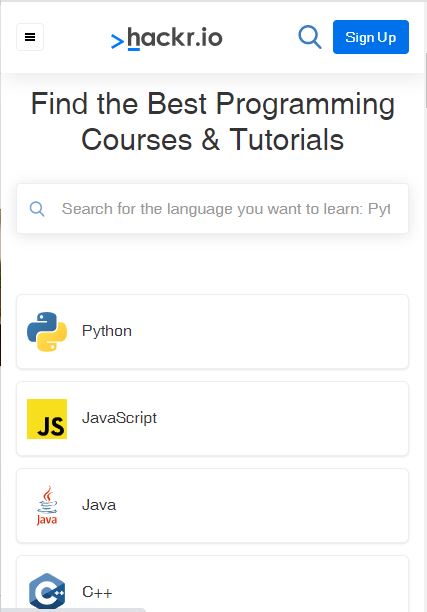 hackr.io
Sign Up
Find the Best Programming
Courses & Tutorials
Search for the language you want to learn: Pyt
Python
JS
JavaScript
Java
Java
C
C++